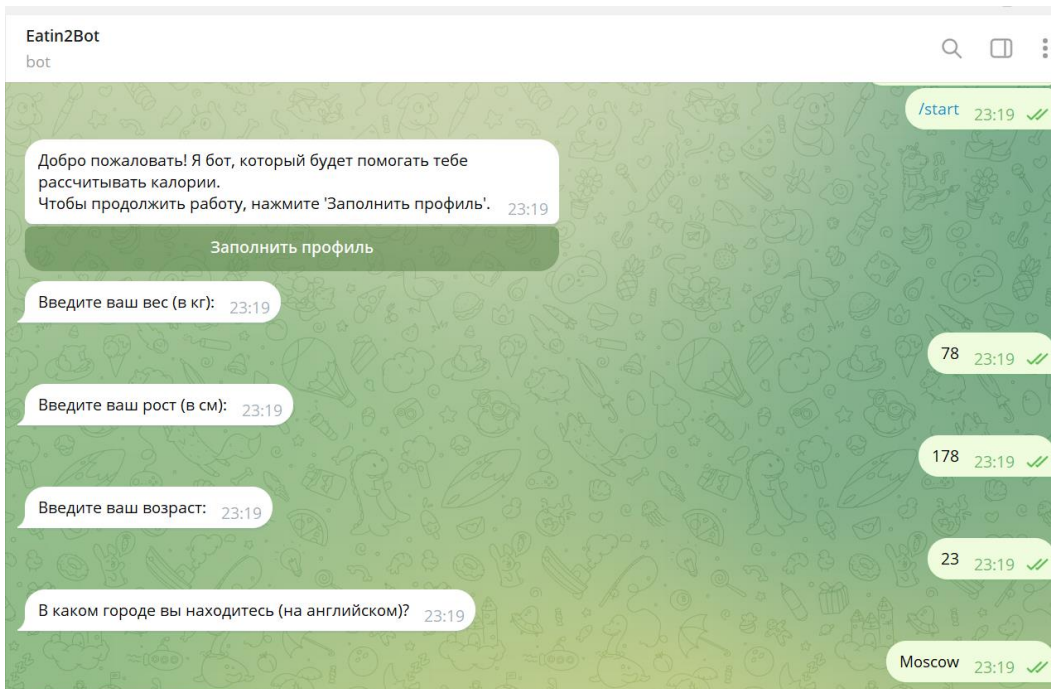 Eatin2Bot
bot
/start 23:19
Добро пожаловать! Я бот, который будет помогать тебе
рассчитывать калории.
Чтобы продолжить работу, нажмите 'Заполнить профиль'. 23:19
Заполнить профиль
Введите ваш вес (в кг): 23:19
78 23:19
Введите ваш рост (в см): 23:19
178 23:19
Введите ваш возраст: 23:19
23 23:19
В каком городе вы находитесь (на английском)? 23:19
Moscow 23:19